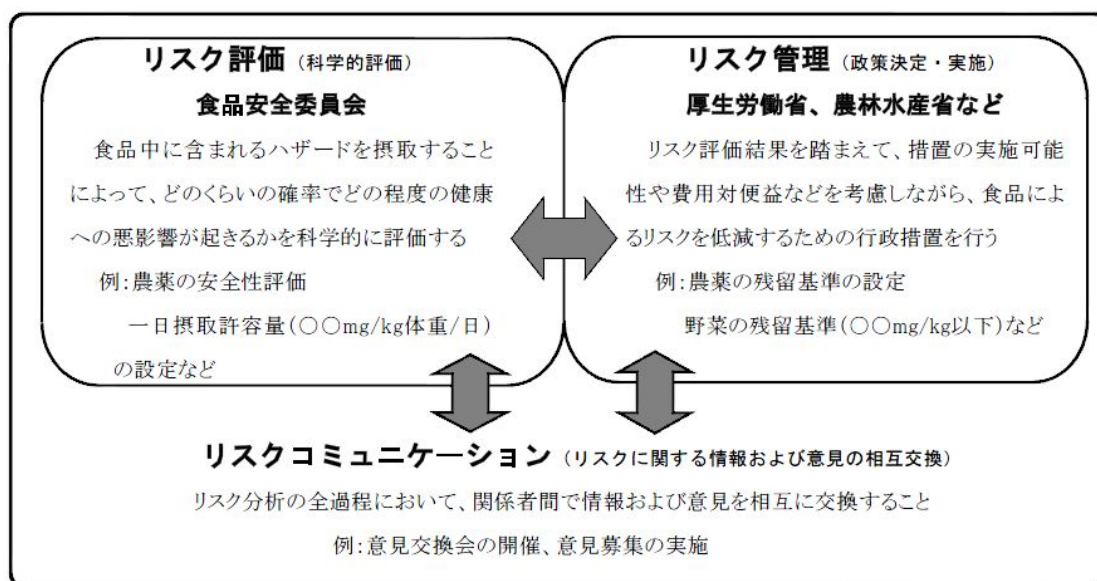 リスク評価（科学的評価）
食品安全委員会
食品中に含まれるハザードを摂取すること
によって、どのくらいの確率でどの程度の健康
への悪影響が起きるかを科学的に評価する
例：農薬の安全性評価
一日摂取許容量（〇〇mg/kg体重/日）
の設定など
リスク管理（政策決定・実施）
厚生労働省、農林水産省など
リスク評価結果を踏まえて、措置の実施可能
性や費用対便益などを考慮しながら、食品によ
るリスクを低減するための行政措置を行う
例：農薬の残留基準の設定
野菜の残留基準（〇〇mg/kg以下）など
リスクコミュニケーション（リスクに関する情報および意見の相互交換）
リスク分析の全過程において、関係者間で情報および意見を相互に交換すること
例：意見交換会の開催、意見募集の実施